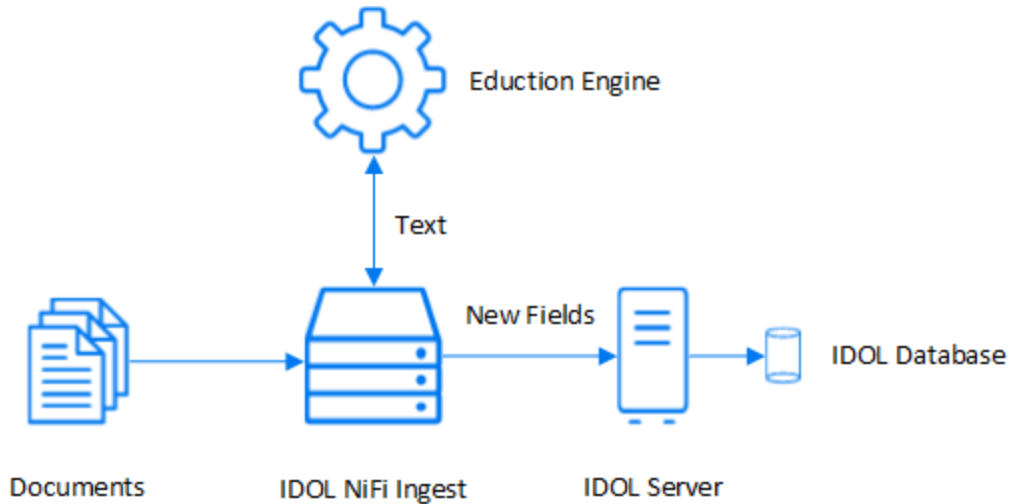 Eduction Engine
Text
New Fields
IDOL Database
Documents
IDOL NiFi Ingest
IDOL Server